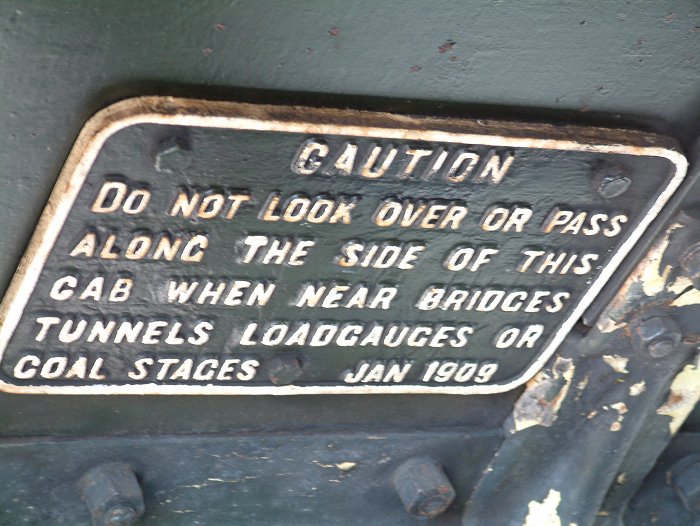 CAUTION
DO NOT LOOK OVER OR PASS
ALONG THE SIDE OF THIS
CAB WHEN NEAR BRIDGES
TUNNELS LOADGAUGES OR
COAL STAGES JAN 1909